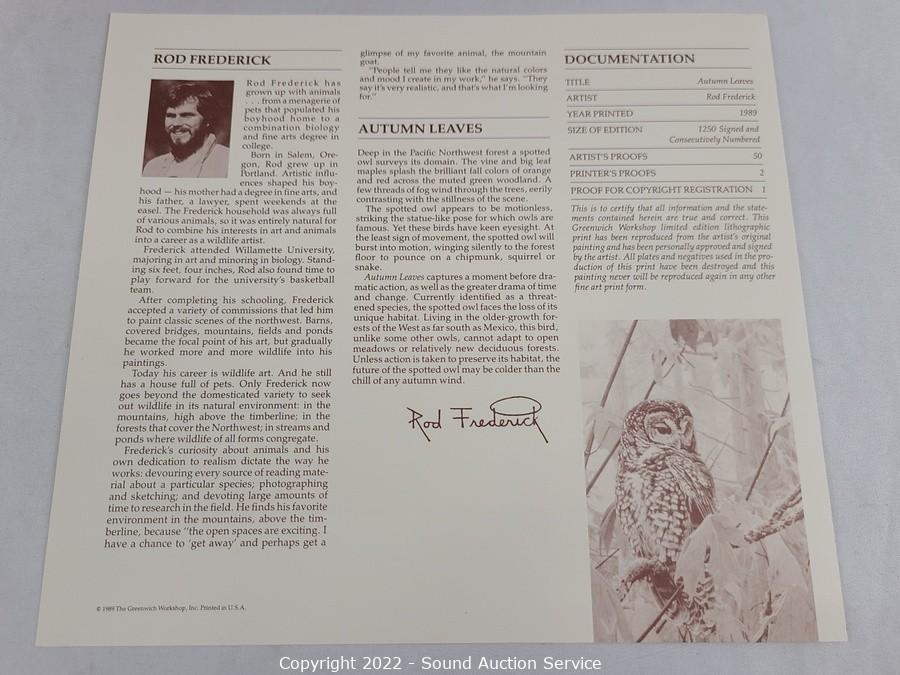 ROD FREDERICK
Rod Frederick has
grown up with animals
. . . from a menagerie of
pets that populated his
boyhood home to a
combination biology
and fine arts degree in
college.
Born in Salem, Ore-
gon, Rod grew up in
Portland. Artistic influ-
ences shaped his boy-
hood — his mother had a degree in fine arts, and
his father, a lawyer, spent weekends at the
easel. The Frederick household was always full
of various animals, so it was entirely natural for
Rod to combine his interests in art and animals
into a career as a wildlife artist.
Frederick attended Willamette University,
majoring in art and minoring in biology. Stand-
ing six feet, four inches, Rod also found time to
play forward for the university's basketball
team.
After completing his schooling, Frederick
accepted a variety of commissions that led him
to paint classic scenes of the northwest. Barns,
covered bridges, mountains, fields and ponds
became the focal point of his art, but gradually
he worked more and more wildlife into his
paintings.
Today his career is wildlife art. And he still
has a house full of pets. Only Frederick now
goes beyond the domesticated variety to seek
out wildlife in its natural environment: in the
mountains, high above the timberline; in the
forests that cover the Northwest; in streams and
ponds where wildlife of all forms congregate.
Frederick's curiosity about animals and his
own dedication to realism dictate the way he
works: devouring every source of reading mate-
rial about a particular species; photographing
and sketching; and devoting large amounts of
time to research in the field. He finds his favorite
environment in the mountains, above the tim-
berline, because "the open spaces are exciting. I
have a chance to 'get away' and perhaps get a
glimpse of my favorite animal, the mountain
goat.
"People tell me they like the natural colors
and mood I create in my work," he says. "They
say it's very realistic, and that's what I'm looking
for."
AUTUMN LEAVES
Deep in the Pacific Northwest forest a spotted
owl surveys its domain. The vine and big leaf
maples splash the brilliant fall colors of orange
and red across the muted green woodland. A
few threads of fog wind through the trees, eerily
contrasting with the stillness of the scene.
The spotted owl appears to be motionless,
striking the statue-like pose for which owls are
famous. Yet these birds have keen eyesight. At
the least sign of movement, the spotted owl will
burst into motion, winging silently to the forest
floor to pounce on a chipmunk, squirrel or
snake.
Autumn Leaves captures a moment before dra-
matic action, as well as the greater drama of time
and change. Currently identified as a threat-
ened species, the spotted owl faces the loss of its
unique habitat. Living in the older-growth for-
ests of the West as far south as Mexico, this bird,
unlike some other owls, cannot adapt to open
meadows or relatively new deciduous forests.
Unless action is taken to preserve its habitat, the
future of the spotted owl may be colder than the
chill of any autumn wind.
Rod Frederick
DOCUMENTATION
TITLE Autumn Leaves
ARTIST Rod Frederick
YEAR PRINTED 1989
SIZE OF EDITION 1250 Signed and
Consecutively Numbered
ARTIST'S PROOFS 50
PRINTER'S PROOFS 2
PROOF FOR COPYRIGHT REGISTRATION 1
This is to certify that all information and the state-
ments contained herein are true and correct. This
Greenwich Workshop limited edition lithographic
print has been reproduced from the artist's original
painting and has been personally approved and signed
by the artist. All plates and negatives used in the pro-
duction of this print have been destroyed and this
painting never will be reproduced again in any other
fine art print form.
© 1989 The Greenwich Workshop, Inc. Printed in U.S.A.
Copyright 2022 - Sound Auction Service